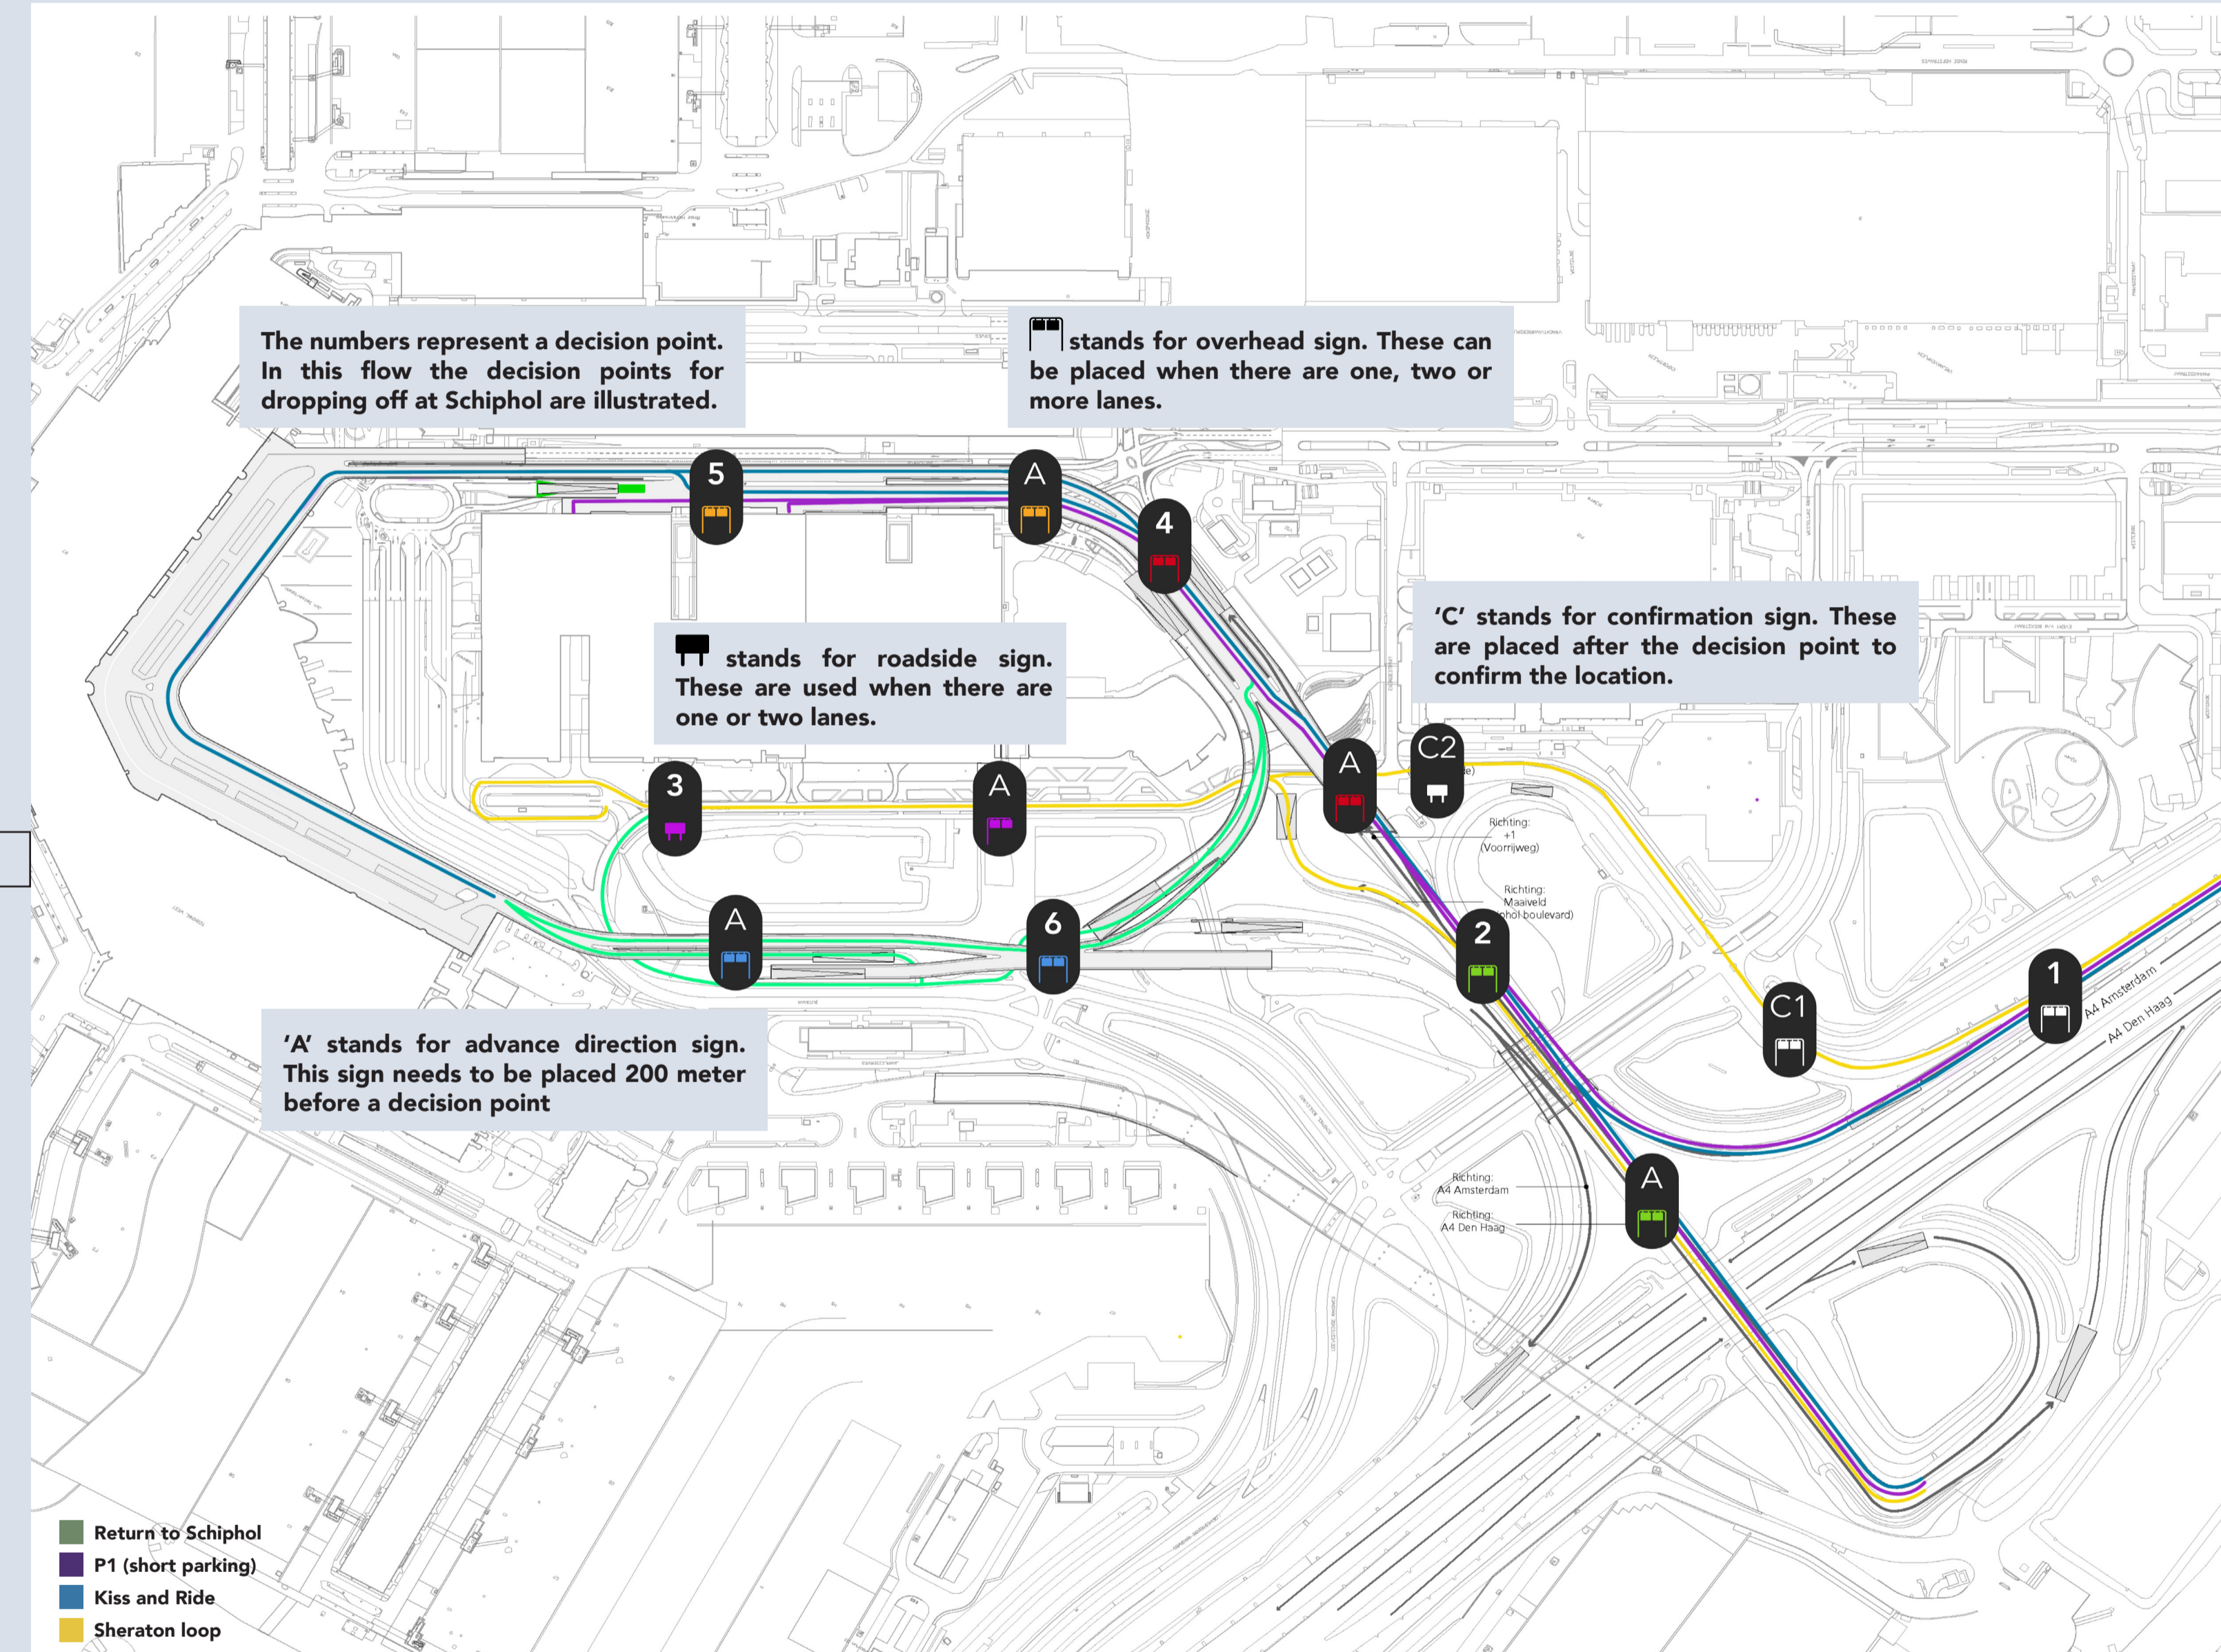 The numbers represent a decision point.
In this flow the decision points for
dropping off at Schiphol are illustrated.
stands for overhead sign. These can
be placed when there are one, two or
more lanes.
5
A
4
'C' stands for confirmation sign. These
are placed after the decision point to
confirm the location.
stands for roadside sign.
These are used when there are
one or two lanes.
3
A
A
C2
Richting:
+1
(Voorrijweg)
Richting:
Maaiveld
phol boulevard)
A
6
2
C1
1
A4 Amsterdam
A4 Den Haag
'A' stands for advance direction sign.
This sign needs to be placed 200 meter
before a decision point
Richting:
A4 Amsterdam
Richting:
A4 Den Haag
A
Return to Schiphol
P1 (short parking)
Kiss and Ride
Sheraton loop